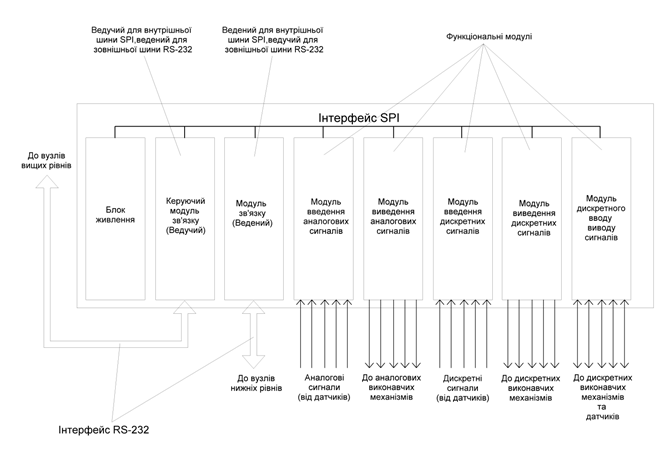 Ведучий для внутрішньої
шини SPI,ведений для
зовнішньої шини RS-232
Ведений для внутрішньої
шини SPI,ведучий для
зовнішньої шини RS-232
Функціональні модулі
Інтерфейс SPI
До вузлів
вищих рівнів
Блок
живлення
Керуючий
модуль
зв'язку
(Ведучий)
Модуль
зв'язку
(Ведений)
Модуль
введення
аналогових
сигналів
Модуль
виведення
аналогових
сигналів
Модуль
введення
дискретних
сигналів
Модуль
виведення
дискретних
сигналів
Модуль
дискретного
вводу
виводу
сигналів
До вузлів
нижніх рівнів
Аналогові
сигнали
(від датчиків)
До аналогових
виконавчих
механізмів
Дискретні
сигнали
(від датчиків)
До дискретних
виконавчих
механізмів
До дискретних
виконавчих
механізмів
та
датчиків
Інтерфейс RS-232